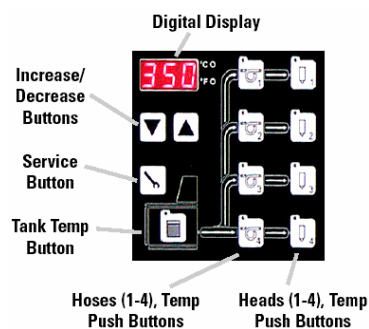 Digital Display
350
°C
°F
Increase/
Decrease
Buttons
1
1
2
2
Service
Button
3
3
Tank Temp
Button
4
4
Hoses (1-4), Temp
Push Buttons
Heads (1-4), Temp
Push Buttons